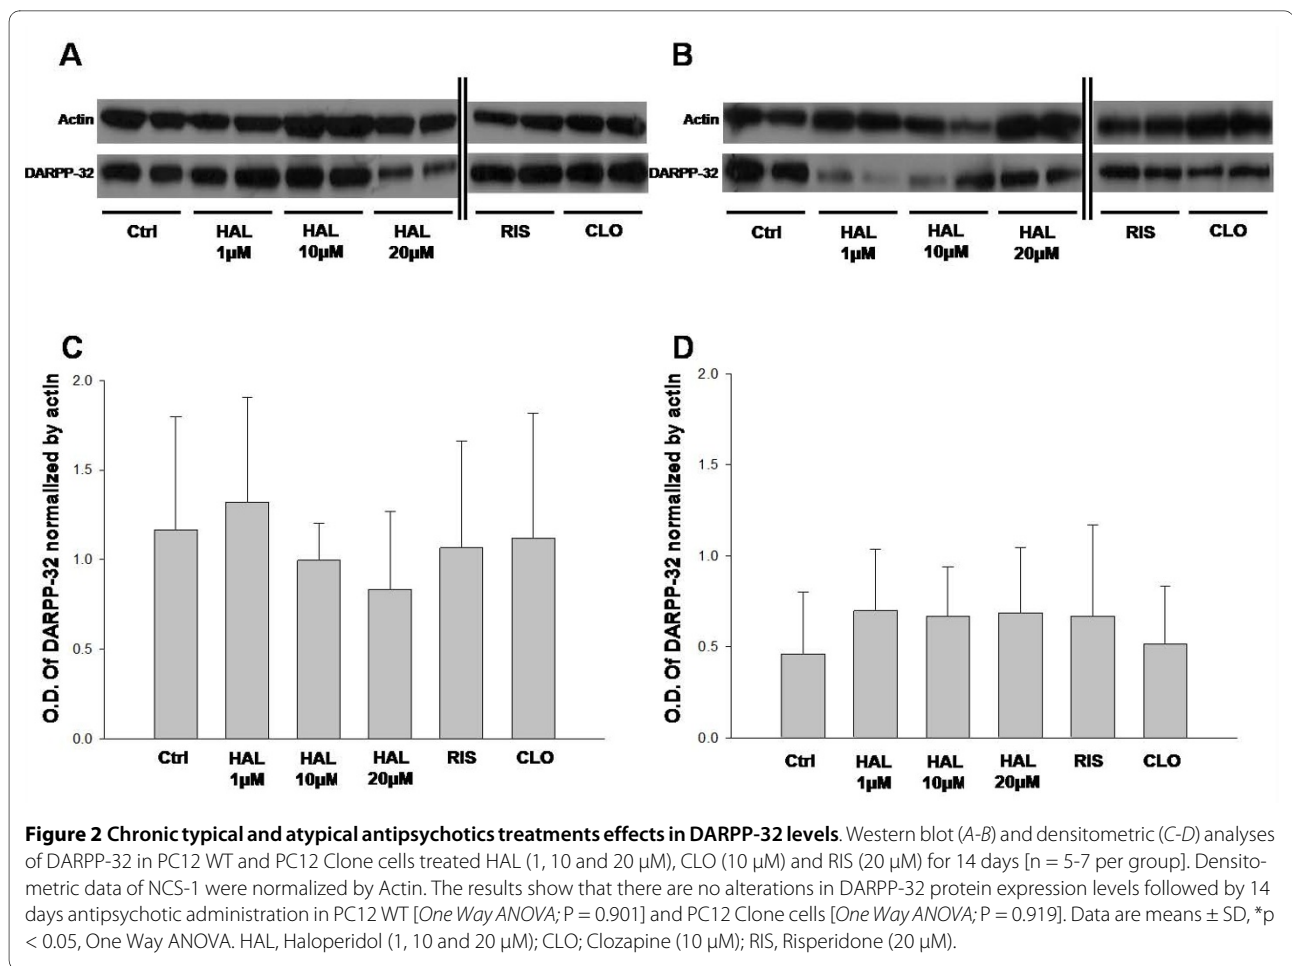 A
B
Actin
Actin
DARPP-32
DARPP-32
Ctrl HAL HAL HAL RIS CLO
1µM 10µM 20µM
Ctrl HAL HAL HAL RIS CLO
1µM 10µM 20µM
C
O.D. Of DARPP-32 normalized by actin
2.0
1.5
1.0
0.5
0.0
Ctrl HAL HAL HAL RIS CLO
1µM 10µM 20µM
D
O.D. Of DARPP-32 normalized by actin
2.0
1.5
1.0
0.5
0.0
Ctrl HAL HAL HAL RIS CLO
1µM 10µM 20µM
Figure 2 Chronic typical and atypical antipsychotics treatments effects in DARPP-32 levels. Western blot (A-B) and densitometric (C-D) analyses
of DARPP-32 in PC12 WT and PC12 Clone cells treated HAL (1, 10 and 20 µM), CLO (10 µM) and RIS (20 µM) for 14 days [n = 5-7 per group]. Densito-
metric data of NCS-1 were normalized by Actin. The results show that there are no alterations in DARPP-32 protein expression levels followed by 14
days antipsychotic administration in PC12 WT [One Way ANOVA; P = 0.901] and PC12 Clone cells [One Way ANOVA; P = 0.919]. Data are means ± SD, *p
< 0.05, One Way ANOVA. HAL, Haloperidol (1, 10 and 20 µM); CLO; Clozapine (10 µM); RIS, Risperidone (20 µM).